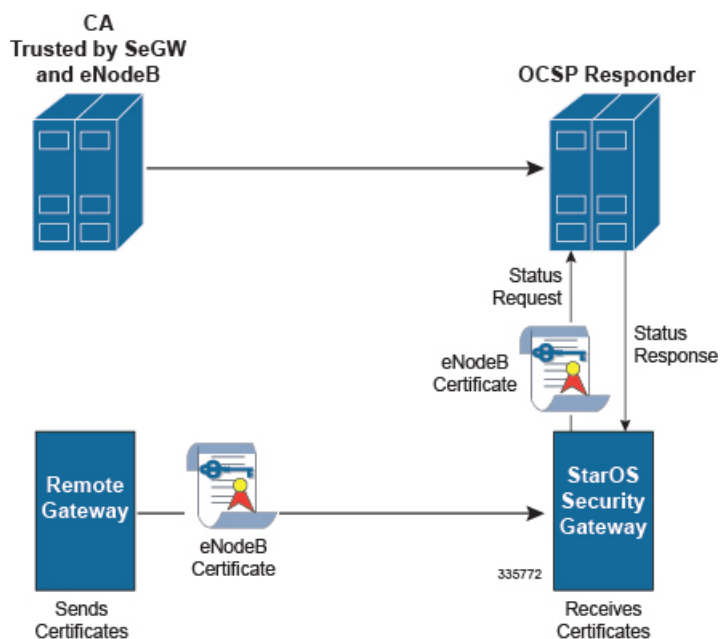 CA
Trusted by SeGW
and eNodeB
OCSP Responder
Status
Request
Status
Response
eNodeB
Certificate
Remote
Gateway
eNodeB
Certificate
StarOS
Security
Gateway
335772
Sends
Certificates
Receives
Certificates